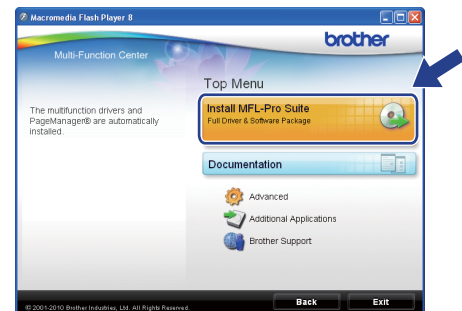 Macromedia Flash Player 8
brother
Multi-Function Center
Top Menu
The multifunction drivers and
PageManager® are automatically
installed.
Install MFL-Pro Suite
Full Driver & Software Package
Documentation
Advanced
Additional Applications
Brother Support
© 2001-2010 Brother Industries, Ltd. All Rights Reserved.
Back Exit